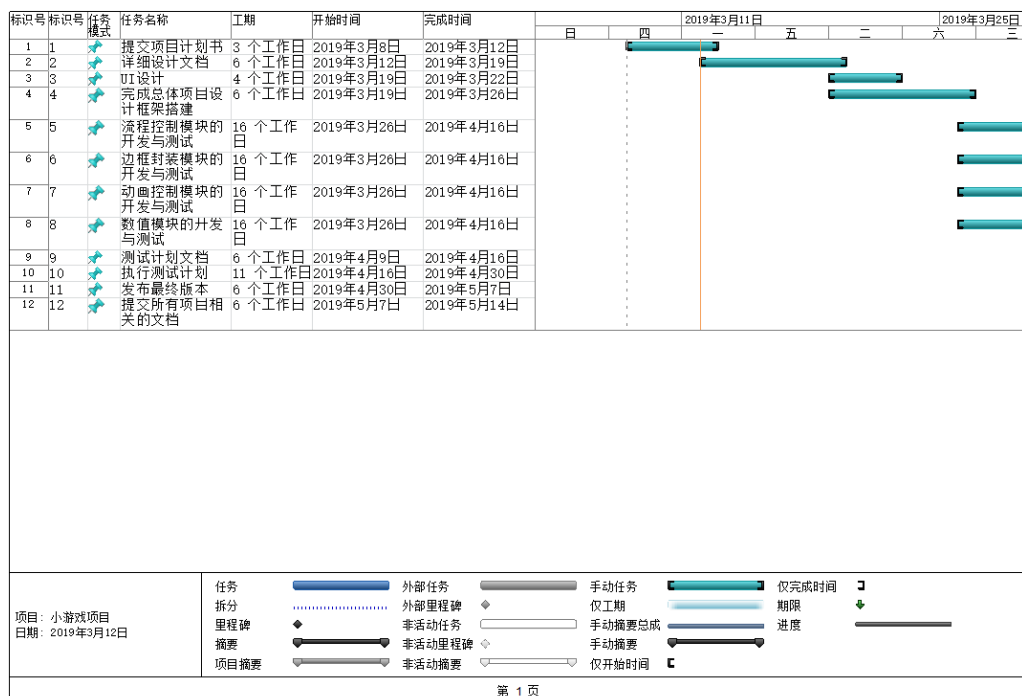 标识号 标识号 任务模式 任务名称 工期 开始时间 完成时间 2019年3月11日 2019年3月25日
日 四 一 五 二 六 三
1 1 提交项目计划书 3 个工作日 2019年3月8日 2019年3月12日
2 2 详细设计文档 6 个工作日 2019年3月12日 2019年3月19日
3 3 UI设计 4 个工作日 2019年3月19日 2019年3月22日
4 4 完成总体项目设 6 个工作日 2019年3月19日 2019年3月26日
计框架搭建
5 5 流程控制模块的 16 个工作 2019年3月26日 2019年4月16日
开发与测试 日
6 6 边框封装模块的 16 个工作 2019年3月26日 2019年4月16日
开发与测试 日
7 7 动画控制模块的 16 个工作 2019年3月26日 2019年4月16日
开发与测试 日
8 8 数值模块的开发 16 个工作 2019年3月26日 2019年4月16日
与测试 日
9 9 测试计划文档 6 个工作日 2019年4月9日 2019年4月16日
10 10 执行测试计划 11 个工作日 2019年4月16日 2019年4月30日
11 11 发布最终版本 6 个工作日 2019年4月30日 2019年5月7日
12 12 提交所有项目相 6 个工作日 2019年5月7日 2019年5月14日
关的文档
项目：小游戏项目
日期：2019年3月12日
任务 外部任务 手动任务 仅完成时间
拆分 外部里程碑 仅工期 期限
里程碑 非活动任务 手动摘要总成 进度
摘要 非活动里程碑 手动摘要
项目摘要 非活动摘要 仅开始时间
第 1 页